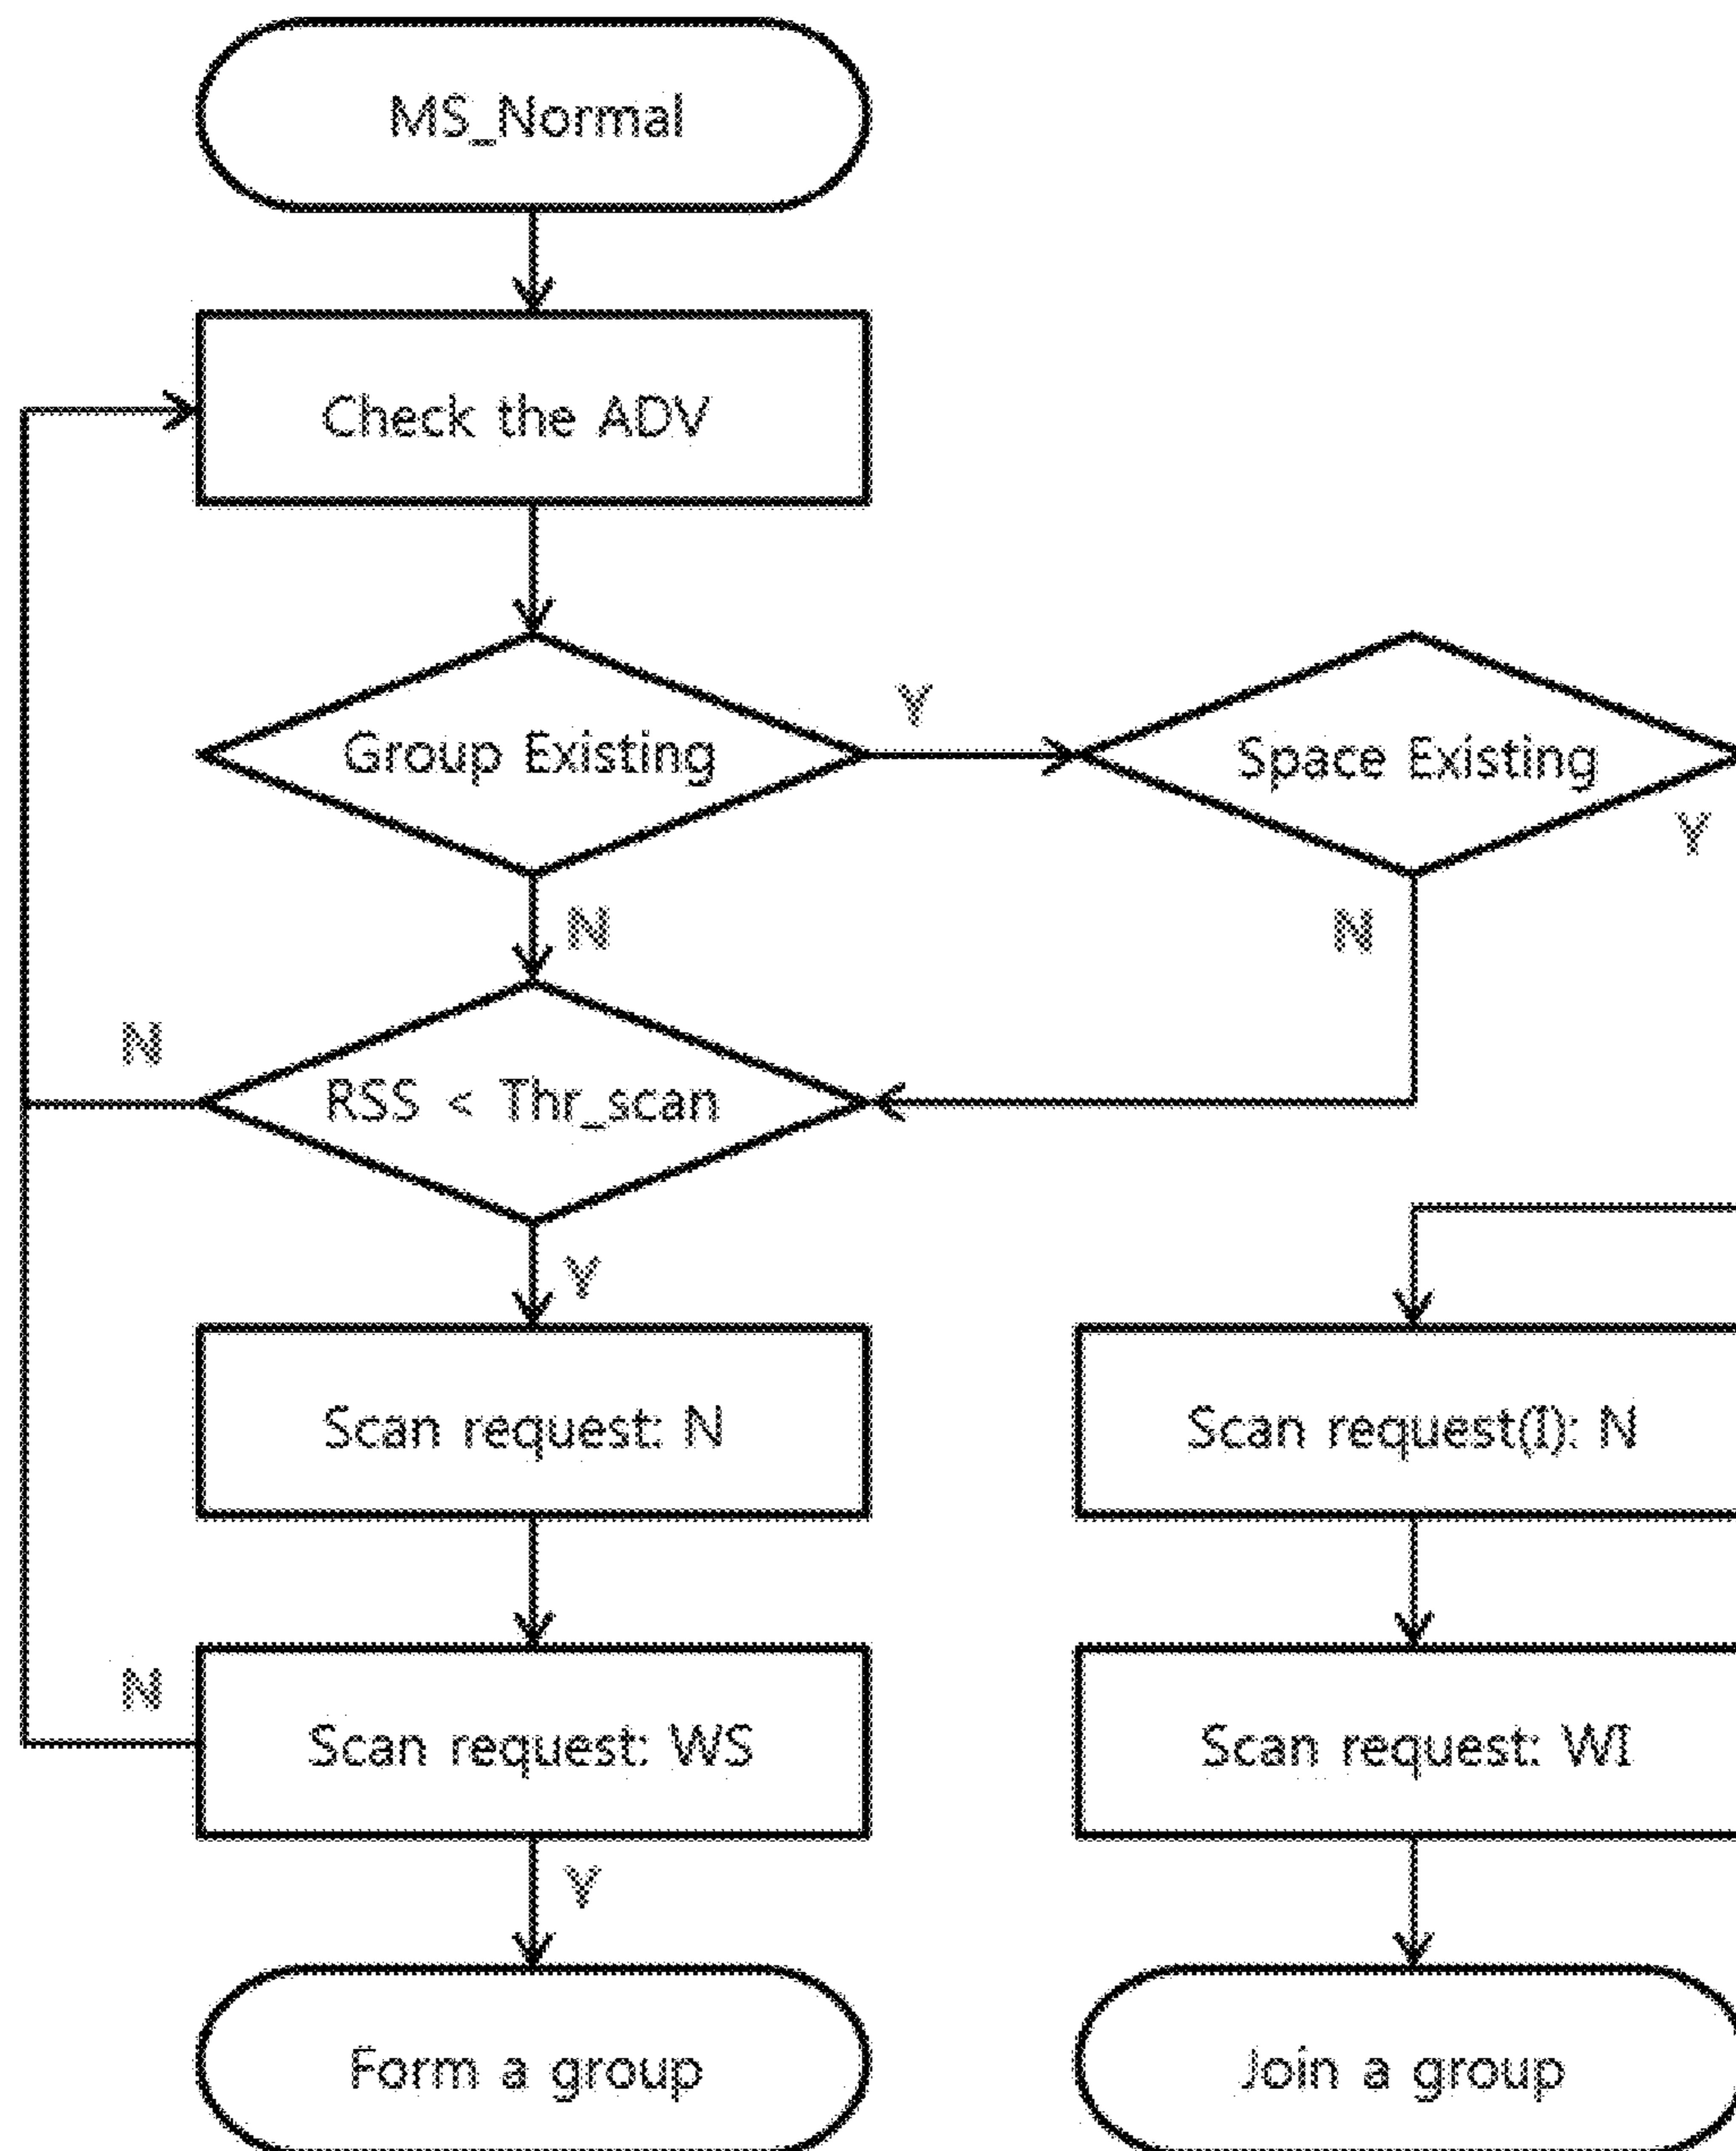 MS_Normal
Check the ADV
Group Existing
Y
Space Existing
Y
N
N
N
RSS < Thr_scan
Y
Scan request: N
Scan request(I): N
N
Scan request: WS
Scan request: WI
Y
Form a group
Join a group